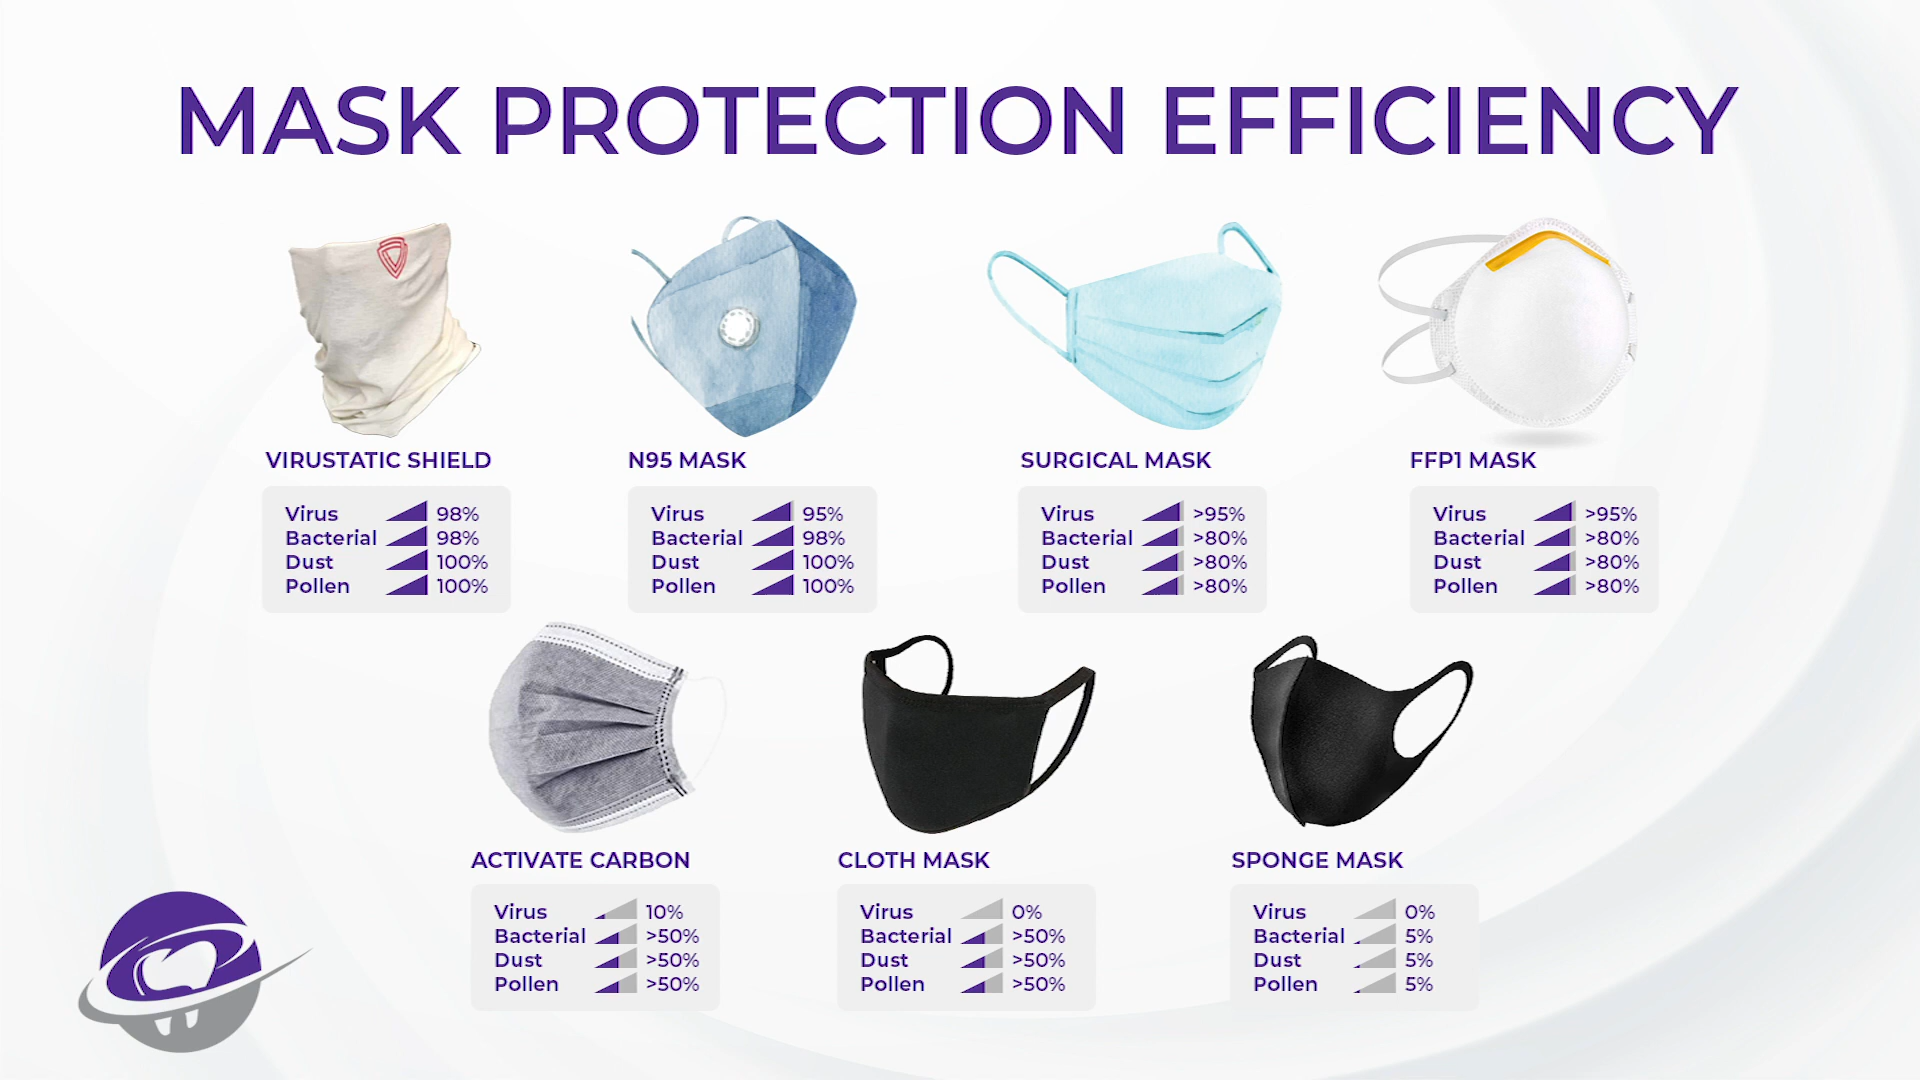 MASK PROTECTION EFFICIENCY
VIRUSTATIC SHIELD
Virus 98%
Bacterial 98%
Dust 100%
Pollen 100%
N95 MASK
Virus 95%
Bacterial 98%
Dust 100%
Pollen 100%
SURGICAL MASK
Virus >95%
Bacterial >80%
Dust >80%
Pollen >80%
FFP1 MASK
Virus >95%
Bacterial >80%
Dust >80%
Pollen >80%
ACTIVATE CARBON
Virus 10%
Bacterial >50%
Dust >50%
Pollen >50%
CLOTH MASK
Virus 0%
Bacterial >50%
Dust >50%
Pollen >50%
SPONGE MASK
Virus 0%
Bacterial 5%
Dust 5%
Pollen 5%